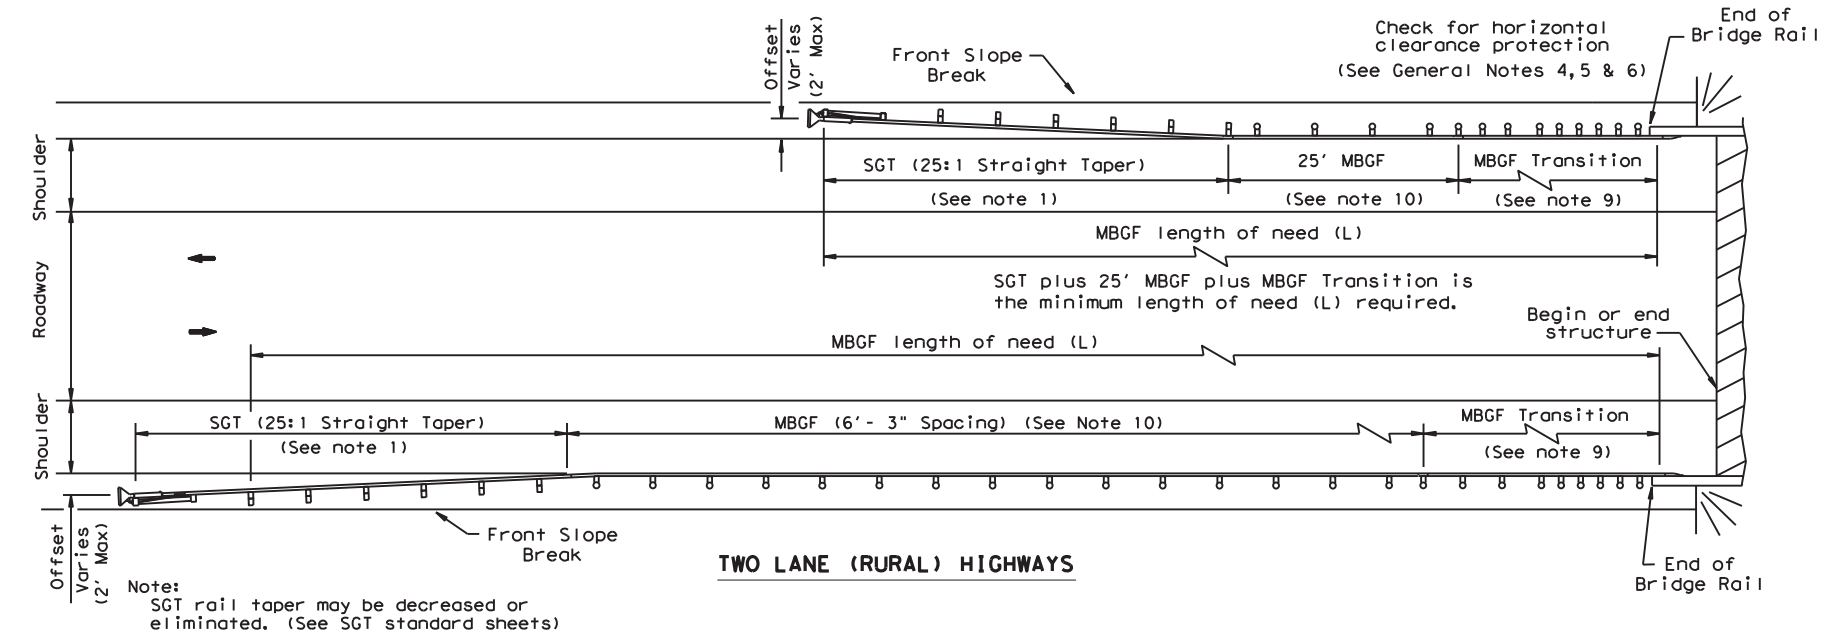 Offset
Varies
(2' Max)
Front Slope
Break
Check for horizontal
clearance protection
(See General Notes 4,5 & 6)
End of
Bridge Rail
Shoulder
SGT (25:1 Straight Taper)
(See note 1)
25' MBGF
(See note 10)
MBGF Transition
(See note 9)
MBGF length of need (L)
SGT plus 25' MBGF plus MBGF Transition is
the minimum length of need (L) required.
Roadway
Begin or end
structure
MBGF length of need (L)
Shoulder
SGT (25:1 Straight Taper)
(See note 1)
MBGF (6'- 3" Spacing) (See Note 10)
MBGF Transition
(See note 9)
Offset
Varies
(2' Max)
Front Slope
Break
TWO LANE (RURAL) HIGHWAYS
End of
Bridge Rail
Note:
SGT rail taper may be decreased or
eliminated. (See SGT standard sheets)